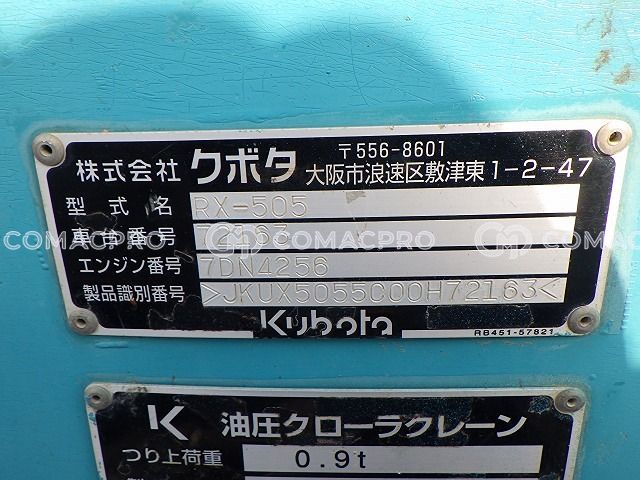 株式会社 クボタ 〒556-8601
大阪市浪速区敷津東1-2-47
型式名 RX-505
車台番号 72163
エンジン番号 7DN4256
製品識別番号 >JKUX5055C00H72163<
Kubota
RB451-57821
COMACPRO COMACPRO COMACPRO
K 油圧クローラクレーン
つり上荷重 0.9t